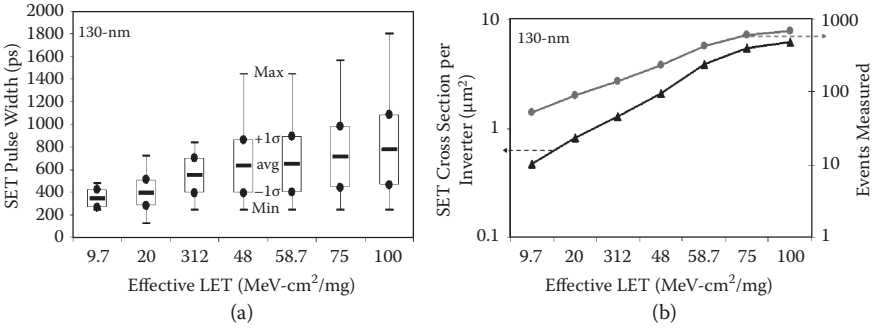 2000
1800
1600
1400
1200
1000
800
600
400
200
0
SET Pulse Width (ps)
130-nm
Max
+1σ
avg
−1σ
Min
9.7 20 312 48 58.7 75 100
Effective LET (MeV-cm²/mg)
(a)
10
1
0.1
SET Cross Section per
Inverter (μm²)
130-nm
1000
100
10
1
Events Measured
9.7 20 312 48 58.7 75 100
Effective LET (MeV-cm²/mg)
(b)